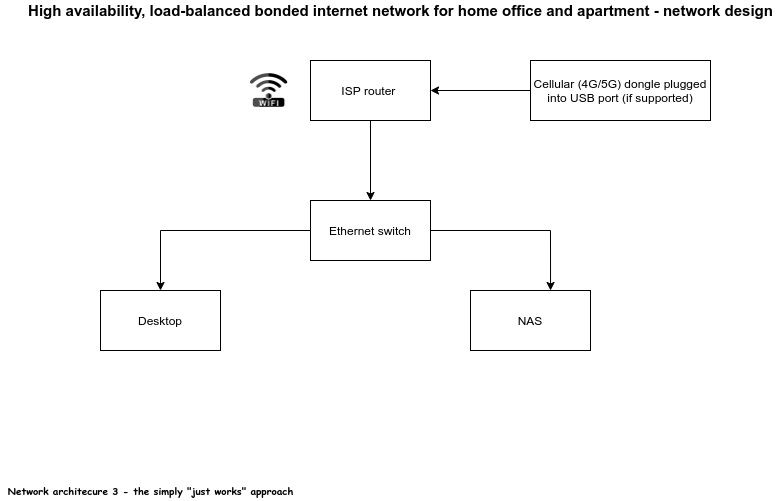 High availability, load-balanced bonded internet network for home office and apartment - network design
WiFi
ISP router
Cellular (4G/5G) dongle plugged
into USB port (if supported)
Ethernet switch
Desktop
NAS
Network architecure 3 - the simply "just works" approach